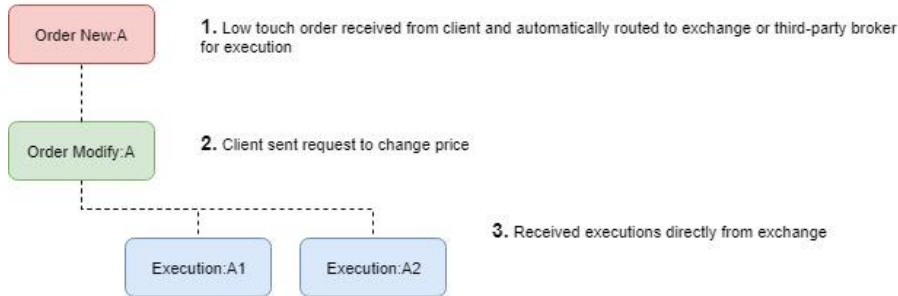 Order New:A
1. Low touch order received from client and automatically routed to exchange or third-party broker
for execution
Order Modify:A
2. Client sent request to change price
3. Received executions directly from exchange
Execution:A1
Execution:A2